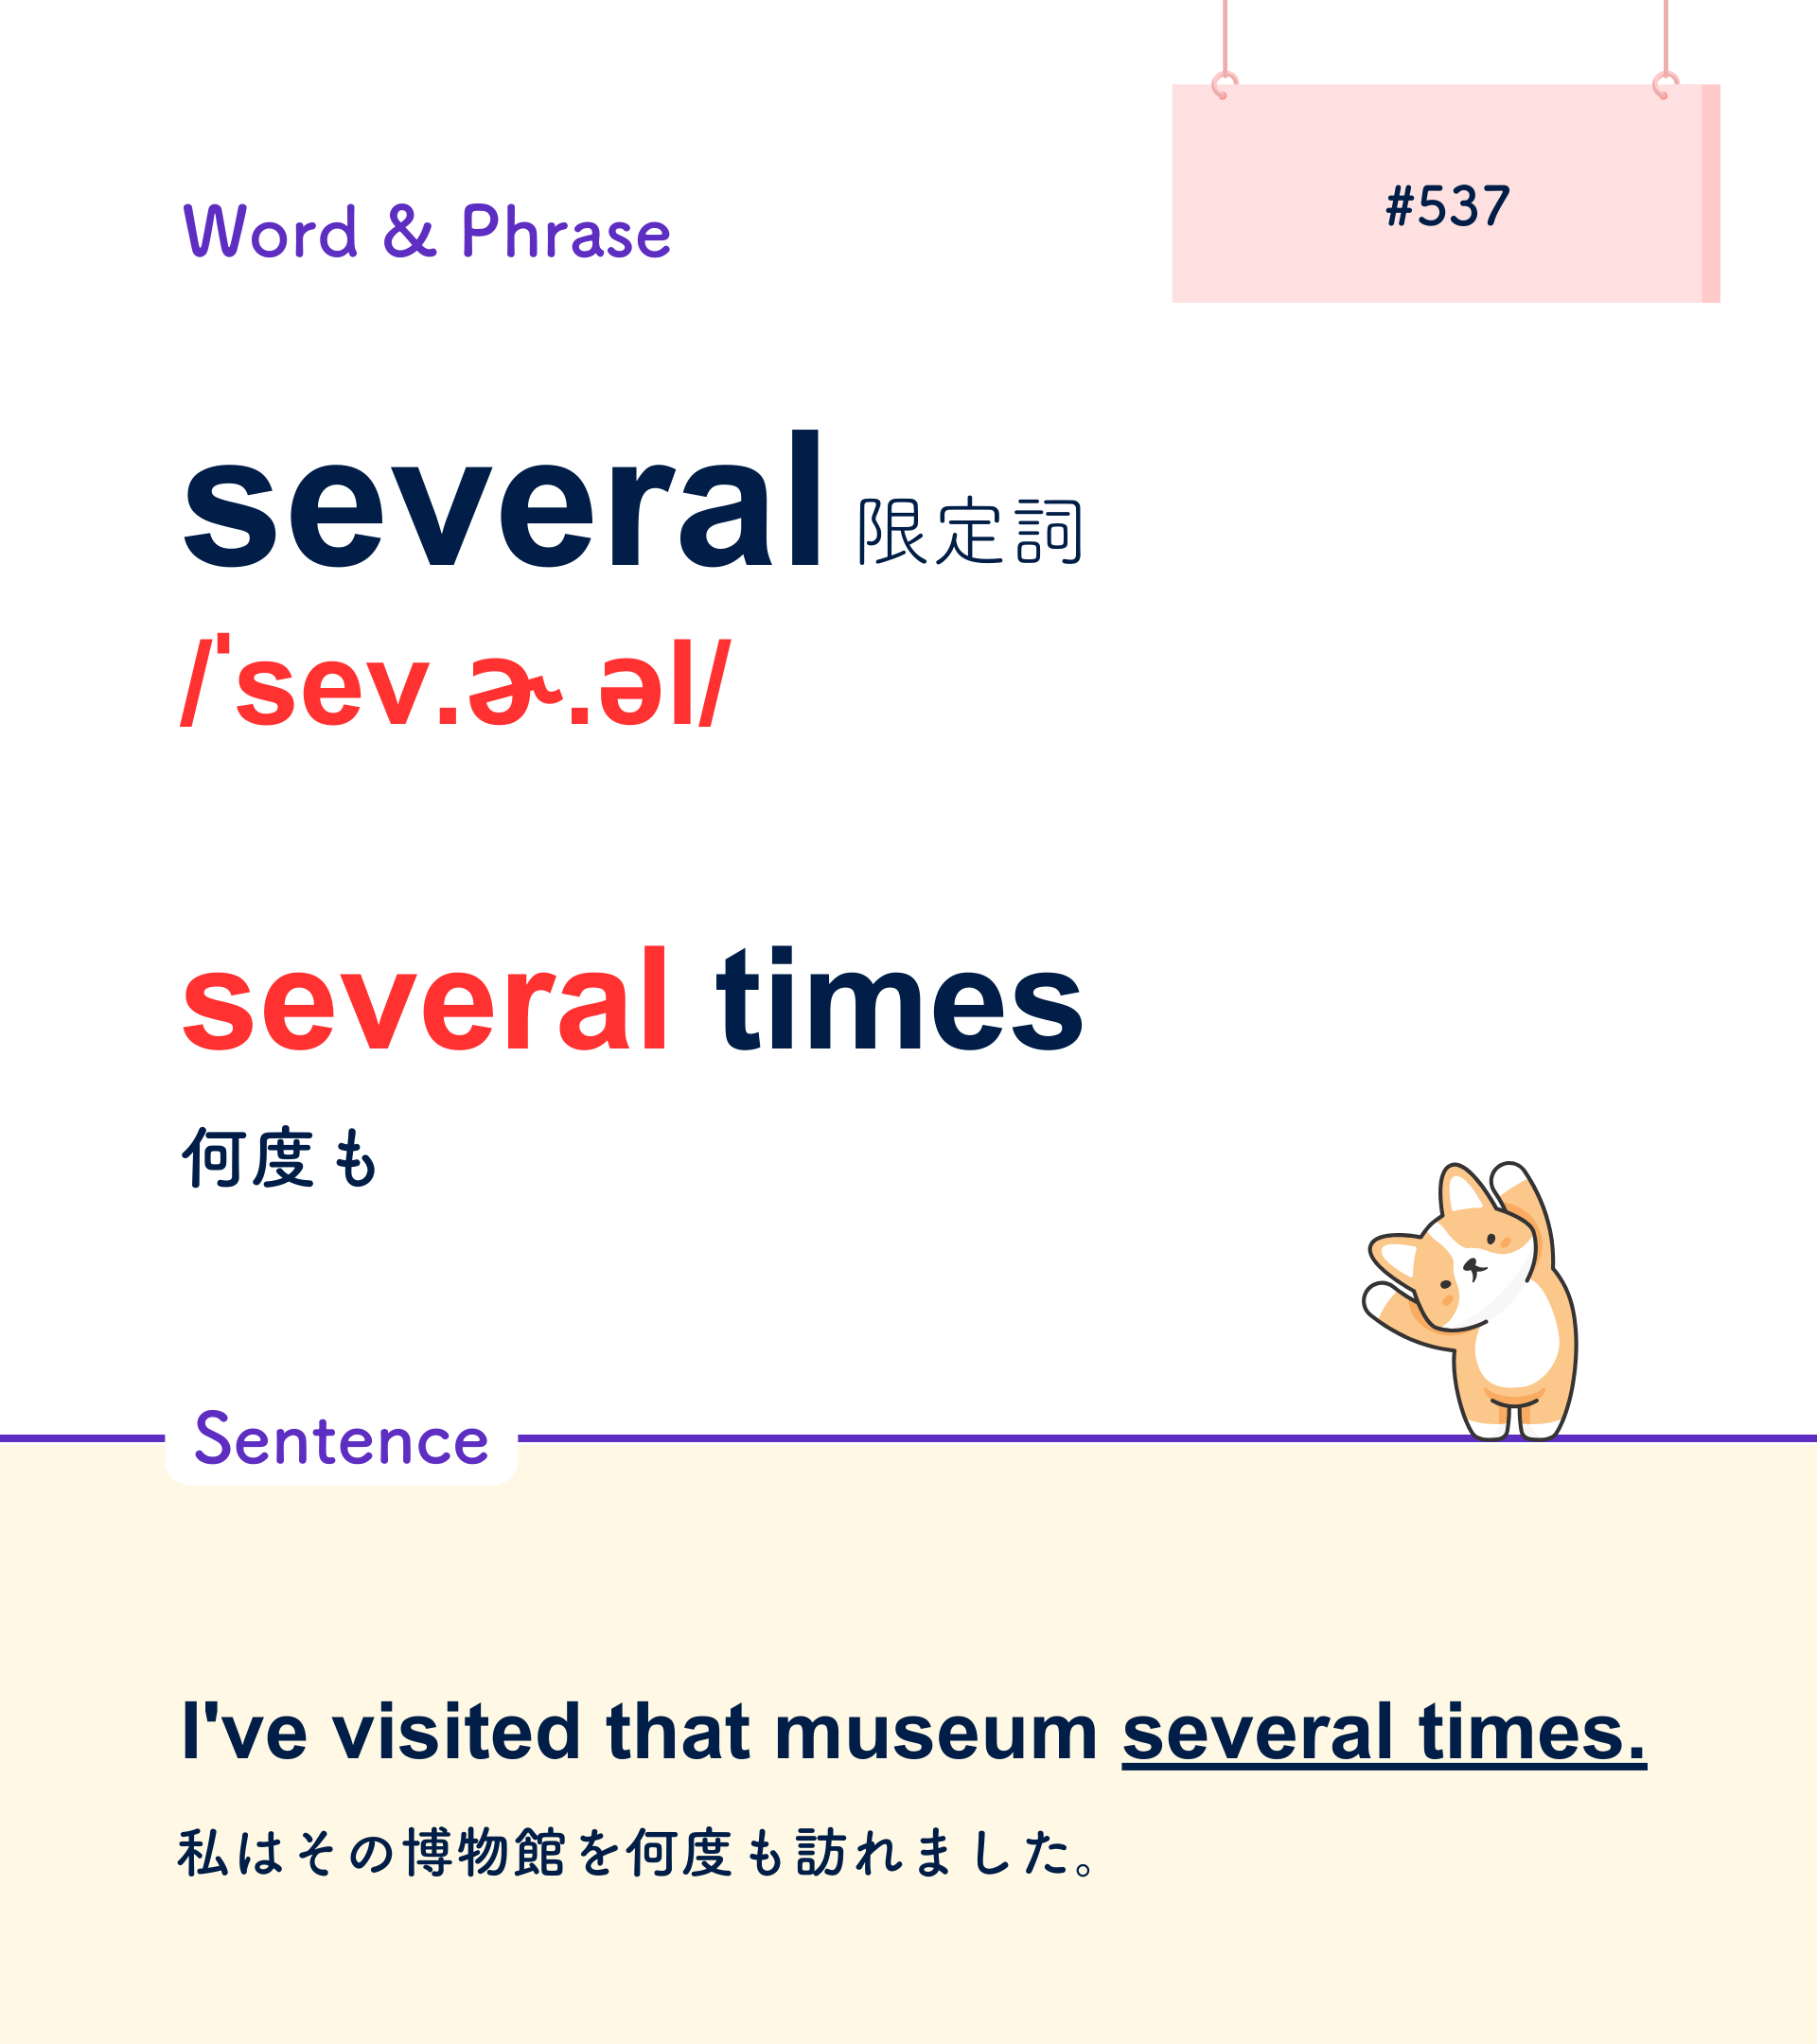 #537
Word & Phrase
several 限定詞
/ˈsev.ɚ.əl/
several times
何度も
Sentence
I've visited that museum several times.
私はその博物館を何度も訪れました。